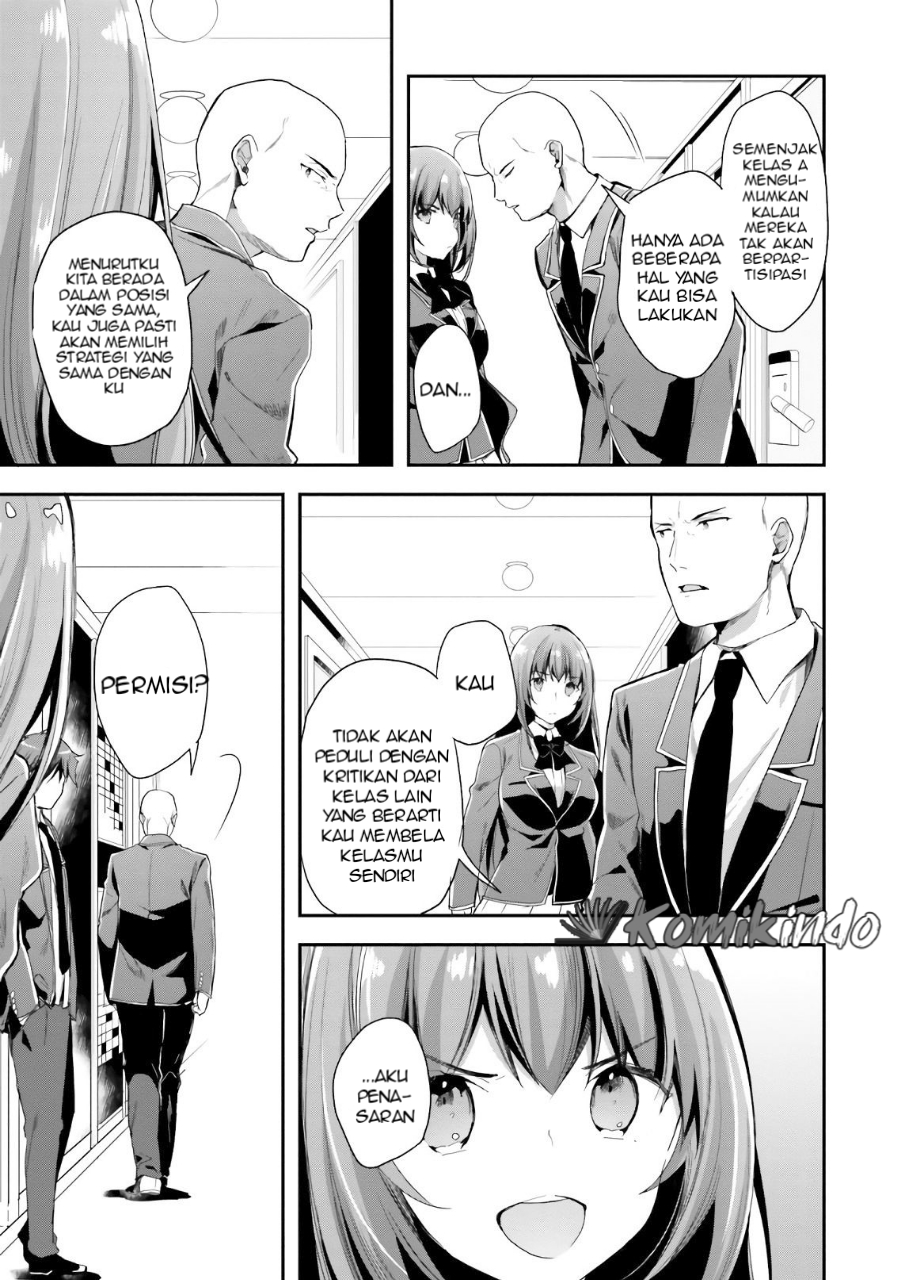 SEMENJAK
KELAS A
MENGU-
MUMKAN
KALAU
MEREKA
TAK AKAN
BERPAR-
TISIPASI
HANYA ADA
BEBERAPA
HAL YANG
KAU BISA
LAKUKAN
DAN...
MENURUTKU
KITA BERADA
DALAM POSISI
YANG SAMA,
KAU JUGA PASTI
AKAN MEMILIH
STRATEGI YANG
SAMA DENGAN
KU
KAU
TIDAK AKAN
PEDULI DENGAN
KRITIKAN DARI
KELAS LAIN
YANG BERARTI
KAU MEMBELA
KELASMU
SENDIRI
PERMISI?
...AKU
PENA-
SARAN
Komikindo